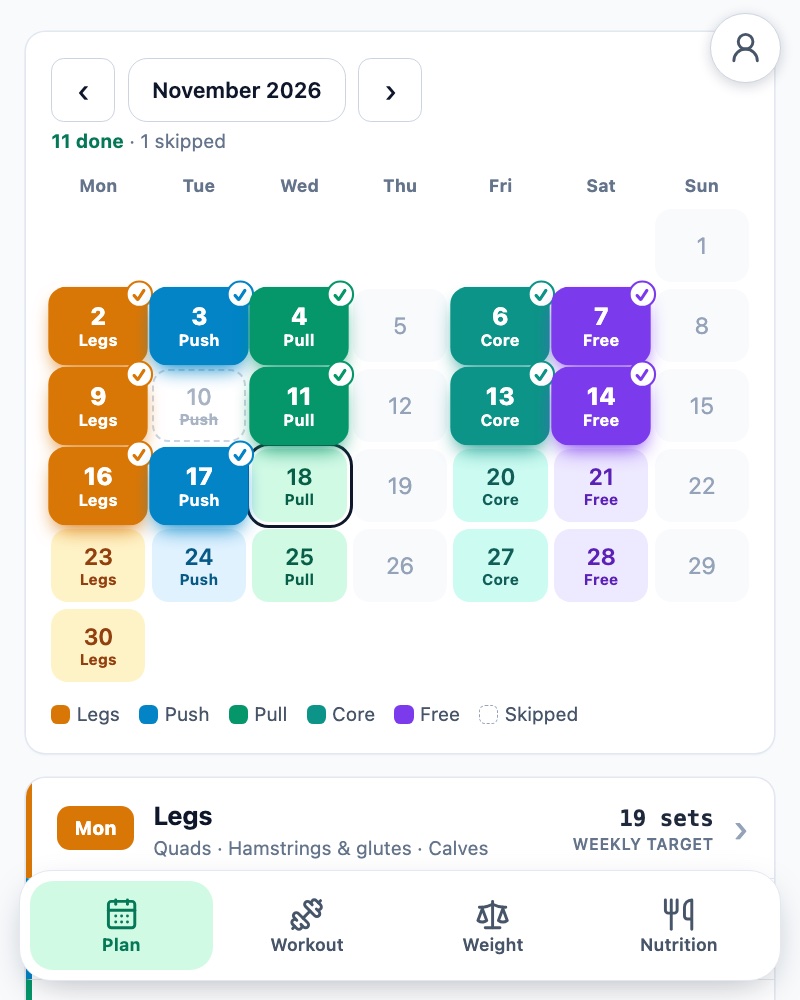 ‹ November 2026 ›
11 done · 1 skipped
Mon Tue Wed Thu Fri Sat Sun
1
2 3 4 5 6 7 8
Legs Push Pull Core Free
9 10 11 12 13 14 15
Legs Push Pull Core Free
16 17 18 19 20 21 22
Legs Push Pull Core Free
23 24 25 26 27 28 29
Legs Push Pull Core Free
30
Legs
Legs Push Pull Core Free Skipped
Mon Legs 19 sets
Quads · Hamstrings & glutes · Calves WEEKLY TARGET ›
Plan Workout Weight Nutrition